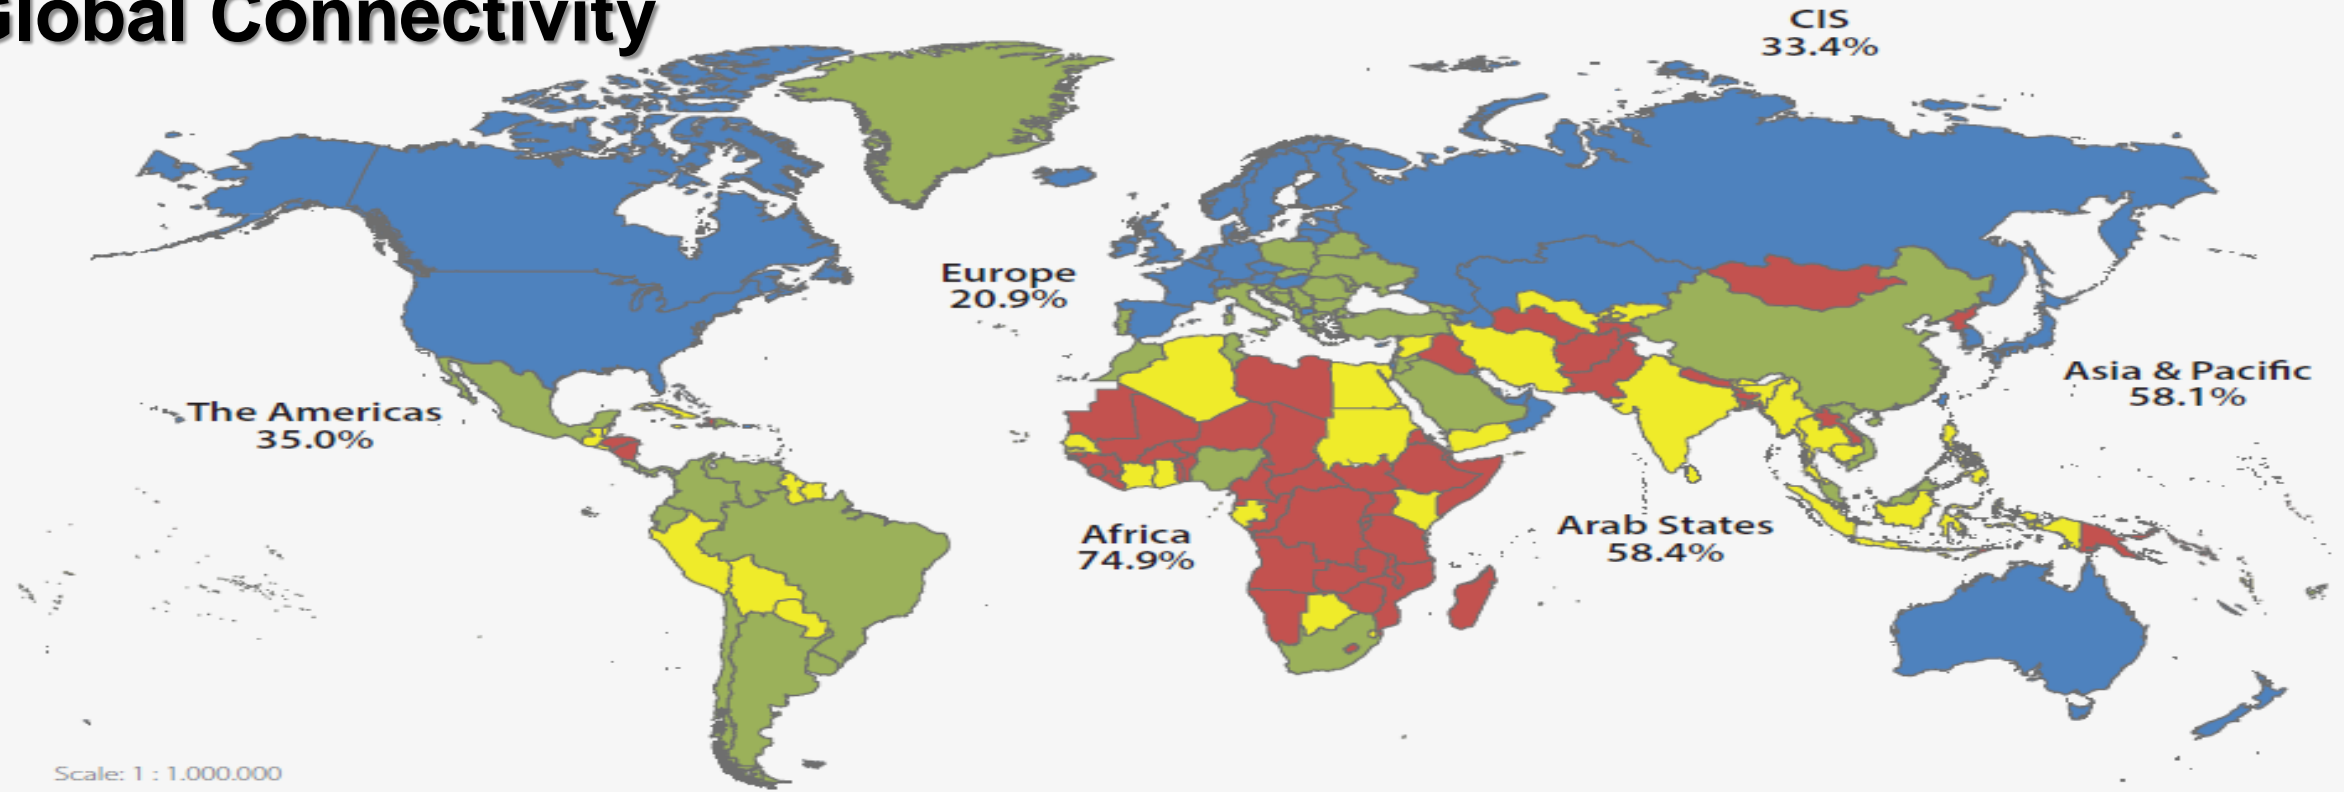 Global Connectivity
CIS
33.4%
Europe
20.9%
Asia & Pacific
58.1%
The Americas
35.0%
Africa
74.9%
Arab States
58.4%
Scale: 1 : 1.000.000